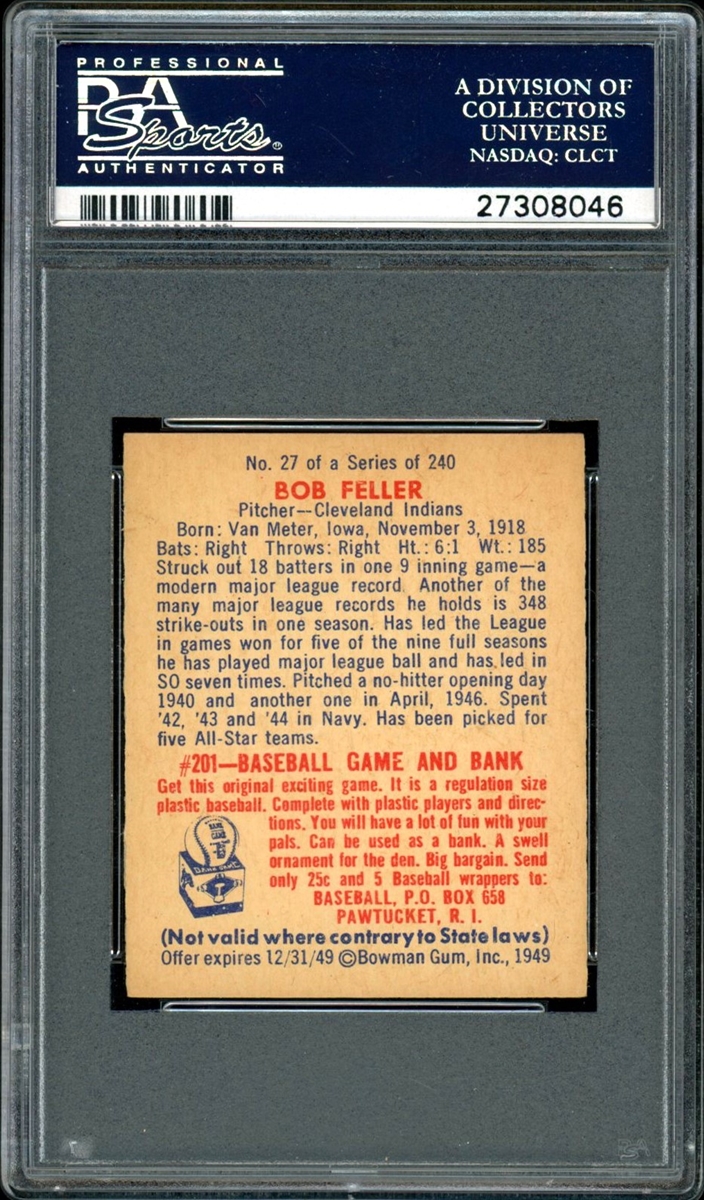 PROFESSIONAL
PSA
Sports®
AUTHENTICATOR
A DIVISION OF
COLLECTORS
UNIVERSE
NASDAQ: CLCT
27308046
No. 27 of a Series of 240
BOB FELLER
Pitcher—Cleveland Indians
Born: Van Meter, Iowa, November 3, 1918
Bats: Right Throws: Right Ht.: 6:1 Wt.: 185
Struck out 18 batters in one 9 inning game—a
modern major league record. Another of the
many major league records he holds is 348
strike-outs in one season. Has led the League
in games won for five of the nine full seasons
he has played major league ball and has led in
SO seven times. Pitched a no-hitter opening day
1940 and another one in April, 1946. Spent
'42, '43 and '44 in Navy. Has been picked for
five All-Star teams.
#201—BASEBALL GAME AND BANK
Get this original exciting game. It is a regulation size
plastic baseball. Complete with plastic players and direc-
tions. You will have a lot of fun with your
pals. Can be used as a bank. A swell
ornament for the den. Big bargain. Send
only 25c and 5 Baseball wrappers to:
BASEBALL, P.O. BOX 658
PAWTUCKET, R. I.
(Not valid where contrary to State laws)
Offer expires 12/31/49 ©Bowman Gum, Inc., 1949